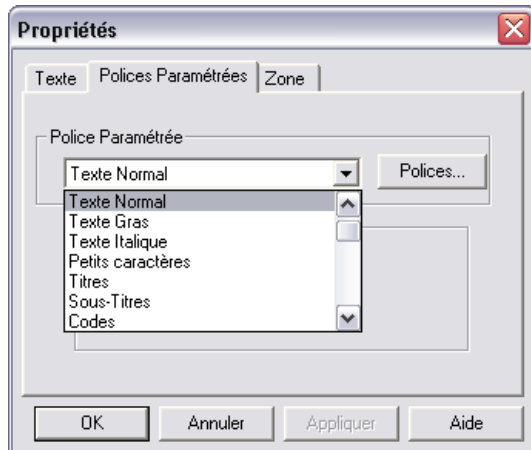 Propriétés
Texte Polices Paramétrées Zone
Police Paramétrée
Texte Normal Polices...
Texte Normal
Texte Gras
Texte Italique
Petits caractères
Titres
Sous-Titres
Codes
OK Annuler Appliquer Aide